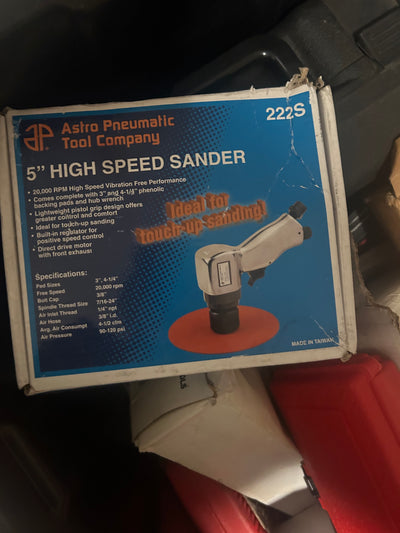 AP
Astro Pneumatic
Tool Company
222S
5" HIGH SPEED SANDER
• 20,000 RPM High Speed Vibration Free Performance
• Comes complete with 3" and 4-1/8" phenolic
backing pads and hub wrench
• Lightweight pistol grip design offers
greater control and comfort
• Ideal for touch-up sanding
• Built-in regulator for
positive speed control
• Direct drive motor
with front exhaust
Ideal for
touch-up sanding!
Specifications:
Pad Sizes 3", 4-1/4"
Free Speed 20,000 rpm
Bolt Cap 3/8"
Spindle Thread Size 7/16-24"
Air Inlet Thread 1/4" npt
Air Hose 3/8" i.d.
Avg. Air Consumpt 4-1/2 cfm
Air Pressure 90-120 psi
MADE IN TAIWAN